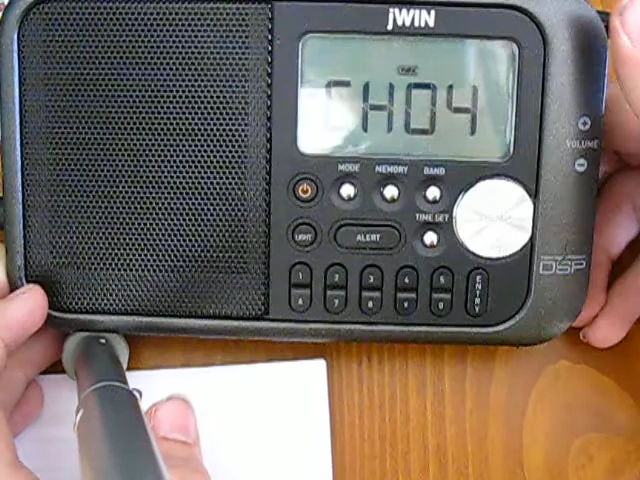 jWIN
CH04
MODE MEMORY BAND
VOLUME
TIME SET
LIGHT ALERT
1 2 3 4 5 ENTRY
6 7 8 9 0
DSP